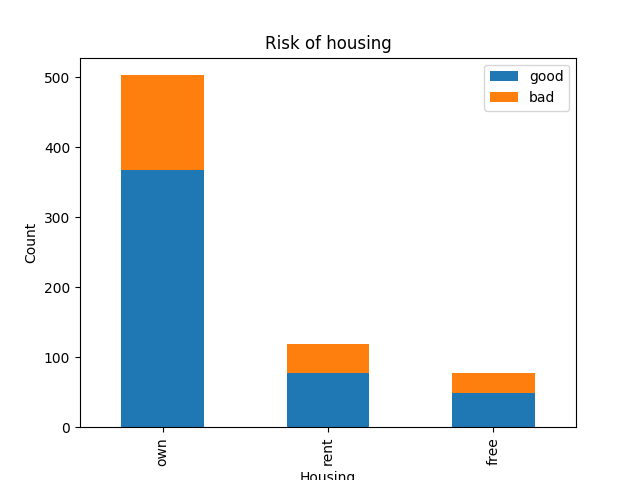 Risk of housing
good
bad
500
400
300
200
100
0
Count
own
rent
free
Housing